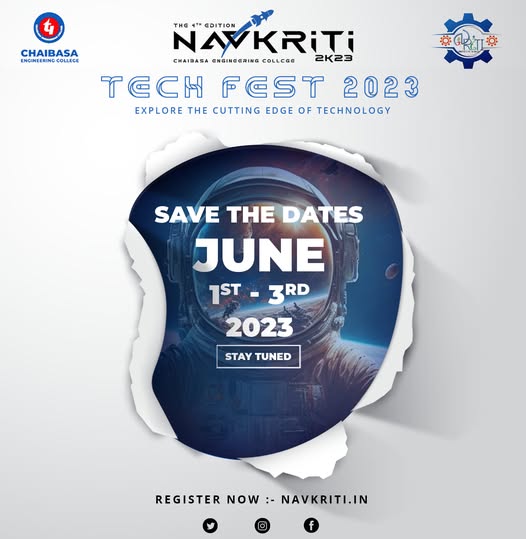 CHAIBASA
ENGINEERING COLLEGE
THE 4TH EDITION
NAVKRITI
2K23
CHAIBASA ENGINEERING COLLEGE
TECH FEST 2023
EXPLORE THE CUTTING EDGE OF TECHNOLOGY
SAVE THE DATES
JUNE
1ST - 3RD
2023
STAY TUNED
REGISTER NOW :- NAVKRITI.IN